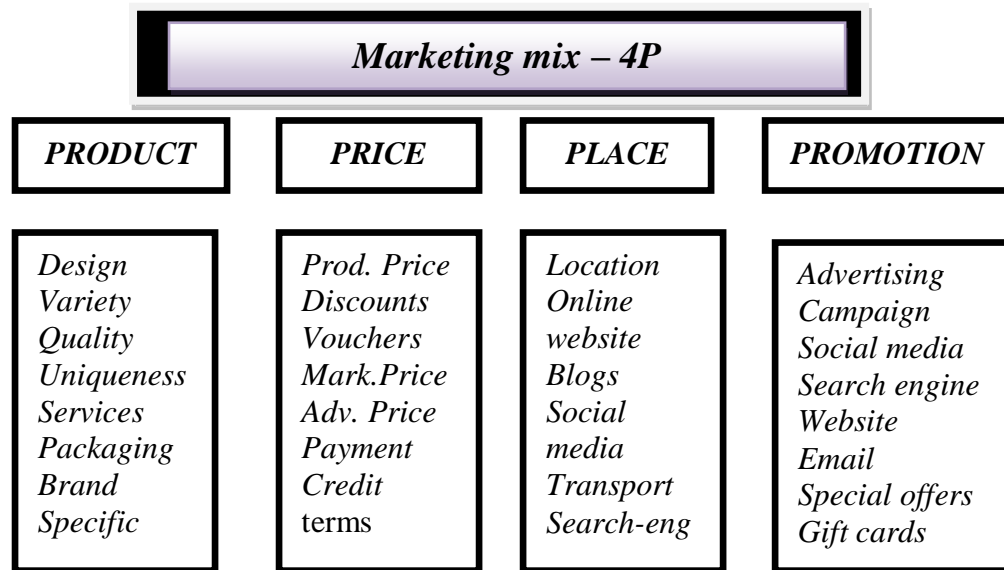 Marketing mix – 4P
PRODUCT
PRICE
PLACE
PROMOTION
Design
Variety
Quality
Uniqueness
Services
Packaging
Brand
Specific
Prod. Price
Discounts
Vouchers
Mark.Price
Adv. Price
Payment
Credit
terms
Location
Online
website
Blogs
Social
media
Transport
Search-eng
Advertising
Campaign
Social media
Search engine
Website
Email
Special offers
Gift cards